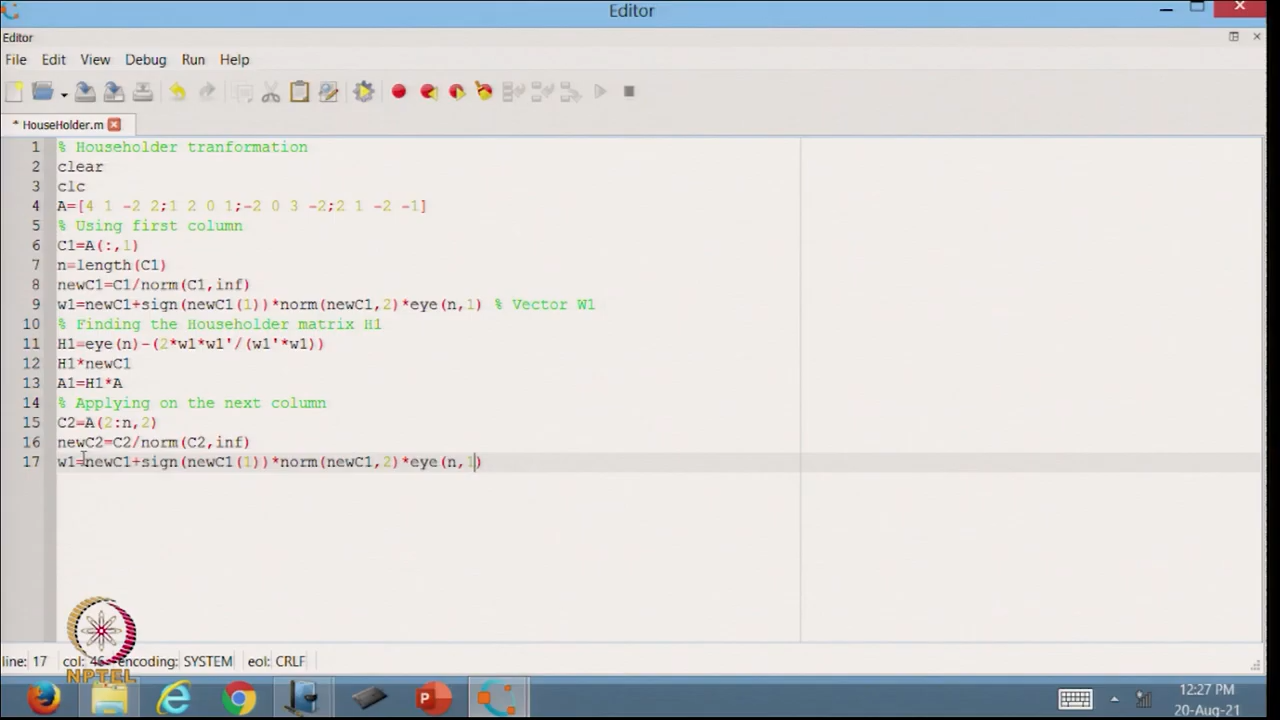 Editor
Editor
File Edit View Debug Run Help
* HouseHolder.m
1 % Householder tranformation
2 clear
3 clc
4 A=[4 1 -2 2;1 2 0 1;-2 0 3 -2;2 1 -2 -1]
5 % Using first column
6 C1=A(:,1)
7 n=length(C1)
8 newC1=C1/norm(C1,inf)
9 w1=newC1+sign(newC1(1))*norm(newC1,2)*eye(n,1) % Vector W1
10 % Finding the Householder matrix H1
11 H1=eye(n)-(2*w1*w1'/(w1'*w1))
12 H1*newC1
13 A1=H1*A
14 % Applying on the next column
15 C2=A(2:n,2)
16 newC2=C2/norm(C2,inf)
17 w1=newC1+sign(newC1(1))*norm(newC1,2)*eye(n,1)
line: 17 col: 46 encoding: SYSTEM eol: CRLF
NPTEL
12:27 PM
20-Aug-21